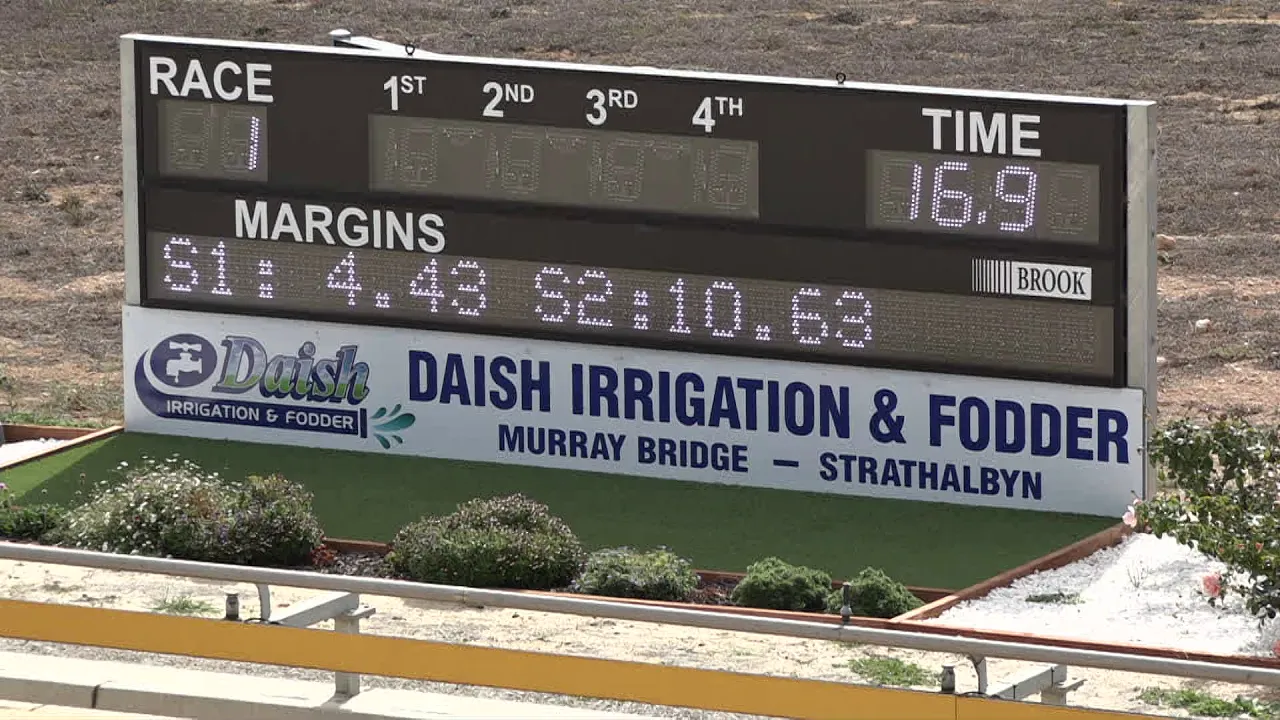 RACE 1ST 2ND 3RD 4TH TIME
1 16.9
MARGINS
BROOK
S1: 4.43 S2:10.63
Daish
IRRIGATION & FODDER
DAISH IRRIGATION & FODDER
MURRAY BRIDGE – STRATHALBYN